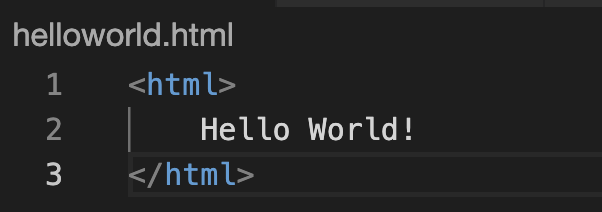 helloworld.html
1 <html>
2 Hello World!
3 </html>